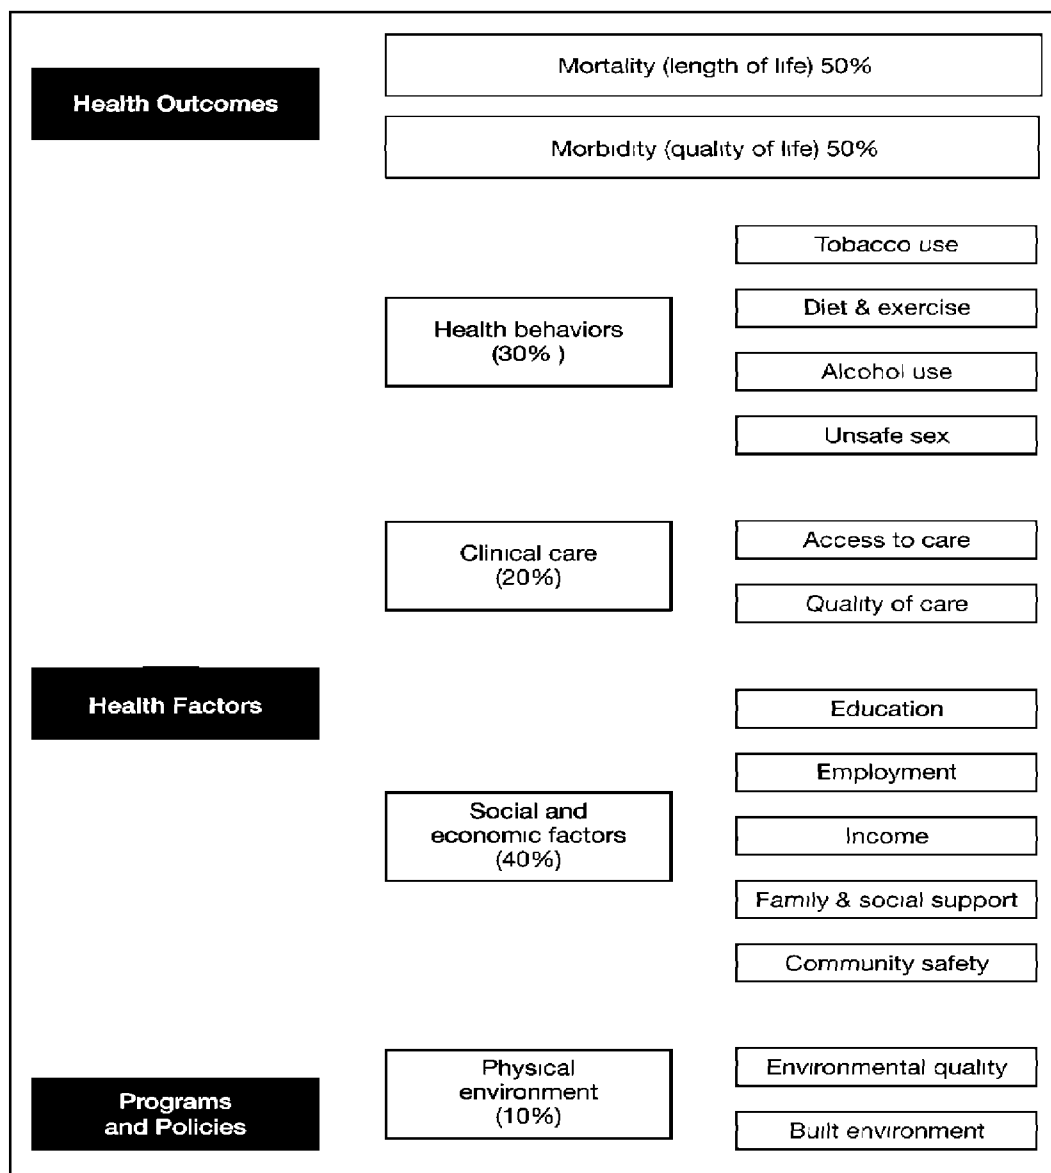 Health Outcomes
Mortality (length of life) 50%
Morbidity (quality of life) 50%
Health behaviors
(30% )
Tobacco use
Diet & exercise
Alcohol use
Unsafe sex
Clinical care
(20%)
Access to care
Quality of care
Health Factors
Social and
economic factors
(40%)
Education
Employment
Income
Family & social support
Community safety
Programs
and Policies
Physical
environment
(10%)
Environmental quality
Built environment